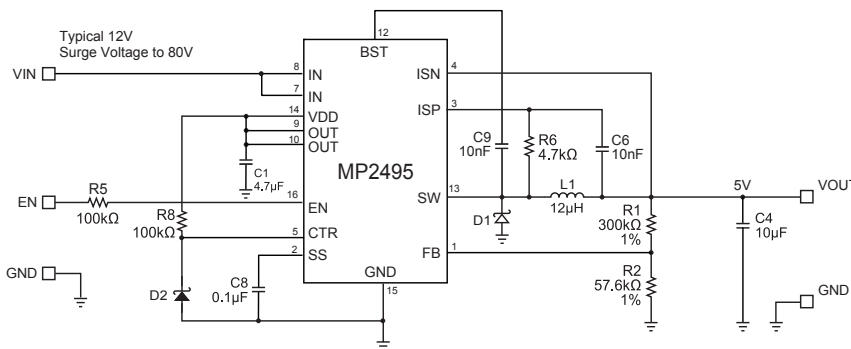 Typical 12V
Surge Voltage to 80V
VIN
8
IN
7
IN
14
VDD
9
OUT
10
OUT
C1
4.7µF
EN
R5
100kΩ
16
EN
R8
100kΩ
5
CTR
2
SS
GND
D2
C8
0.1µF
12
BST
MP2495
GND
15
ISN
4
ISP
3
C9
10nF
R6
4.7kΩ
C6
10nF
SW
13
L1
12µH
D1
FB
1
R1
300kΩ
1%
R2
57.6kΩ
1%
5V
VOUT
C4
10µF
GND